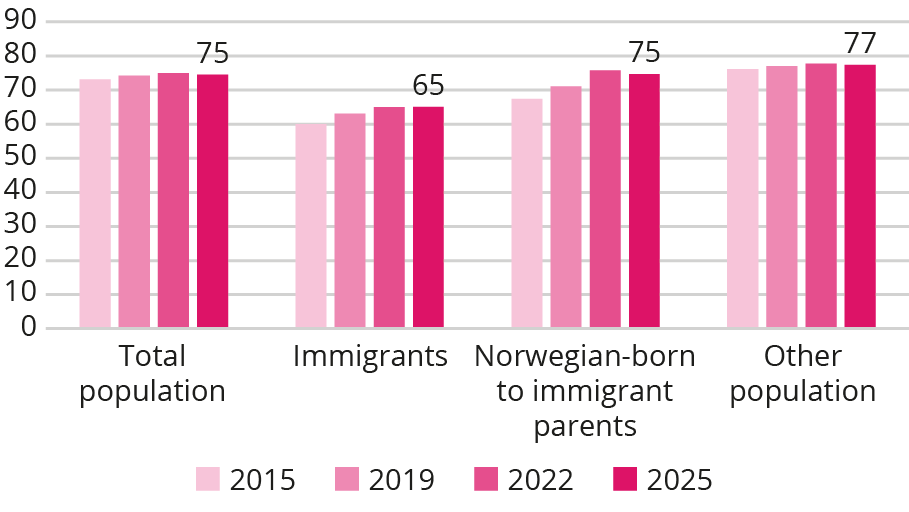 90
80
70
60
50
40
30
20
10
0
75
65
75
77
Total
population
Immigrants
Norwegian-born
to immigrant
parents
Other
population
2015 2019 2022 2025